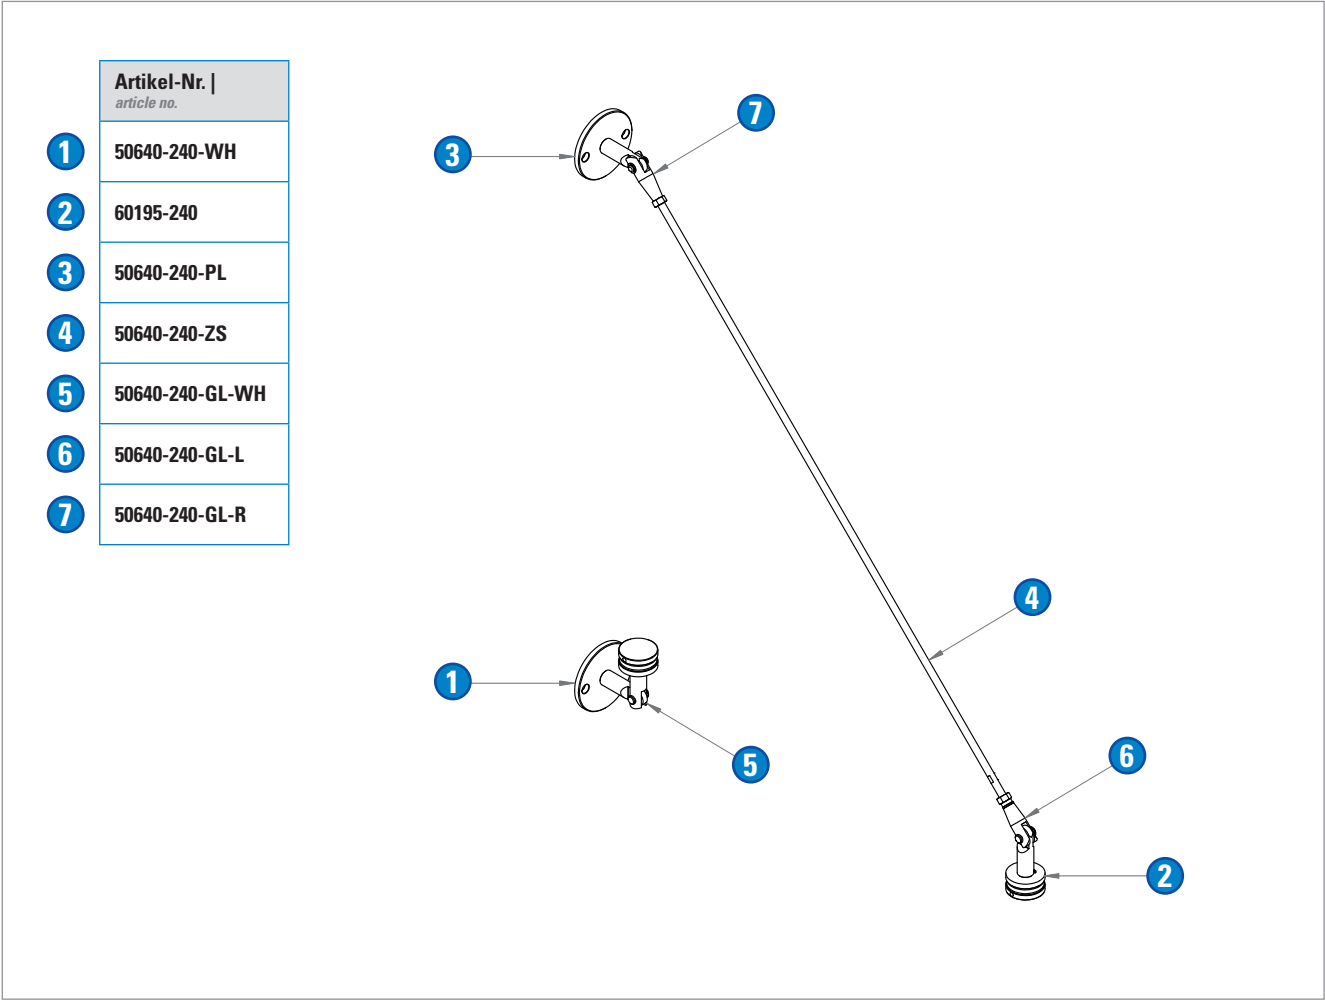 Artikel-Nr. |
article no.
1 50640-240-WH
2 60195-240
3 50640-240-PL
4 50640-240-ZS
5 50640-240-GL-WH
6 50640-240-GL-L
7 50640-240-GL-R
7
3
4
1
5
6
2